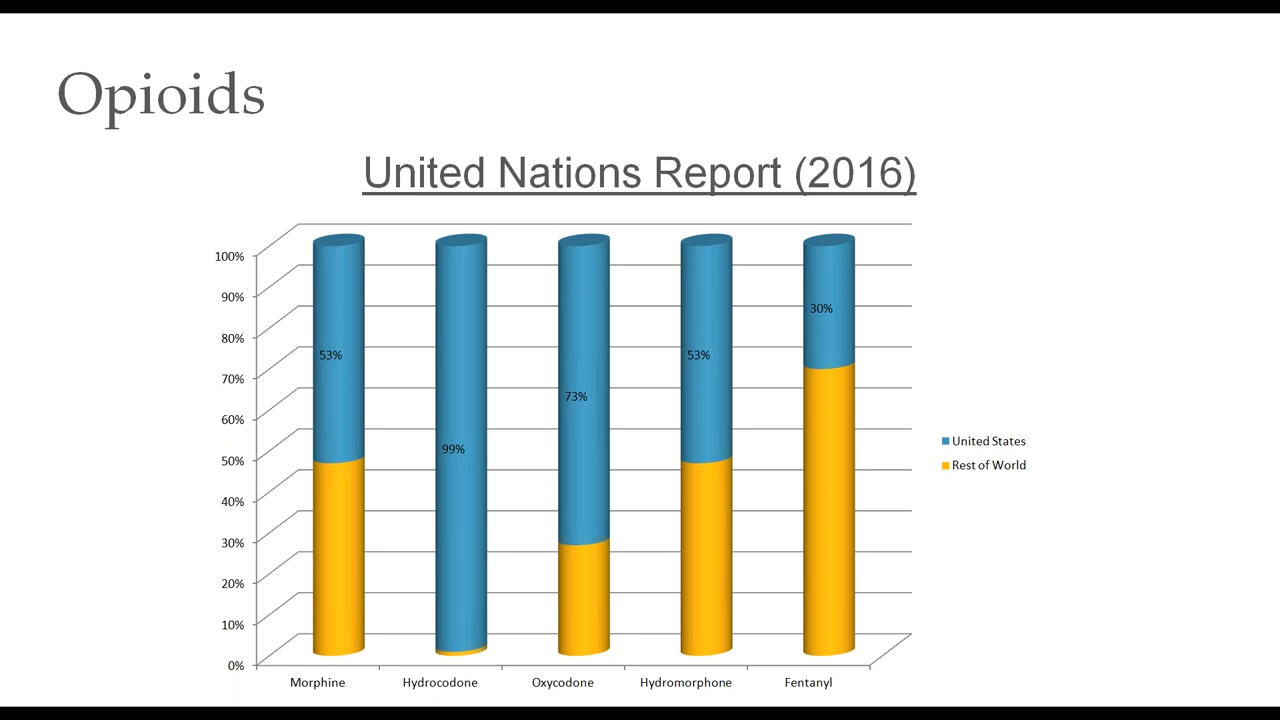 Opioids
United Nations Report (2016)
100%
90%
80%
70%
60%
50%
40%
30%
20%
10%
0%
53%
99%
73%
53%
30%
Morphine
Hydrocodone
Oxycodone
Hydromorphone
Fentanyl
United States
Rest of World